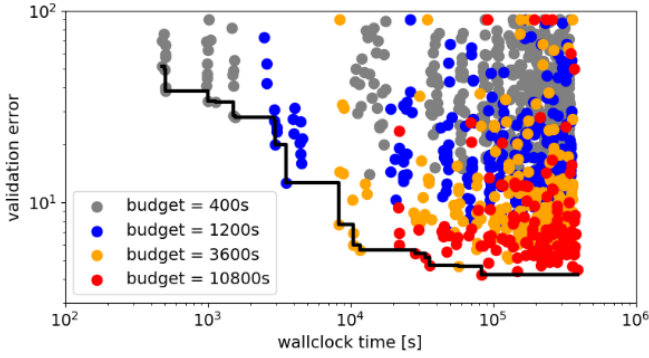 validation error
10²
10¹
budget = 400s
budget = 1200s
budget = 3600s
budget = 10800s
10² 10³ 10⁴ 10⁵ 10⁶
wallclock time [s]